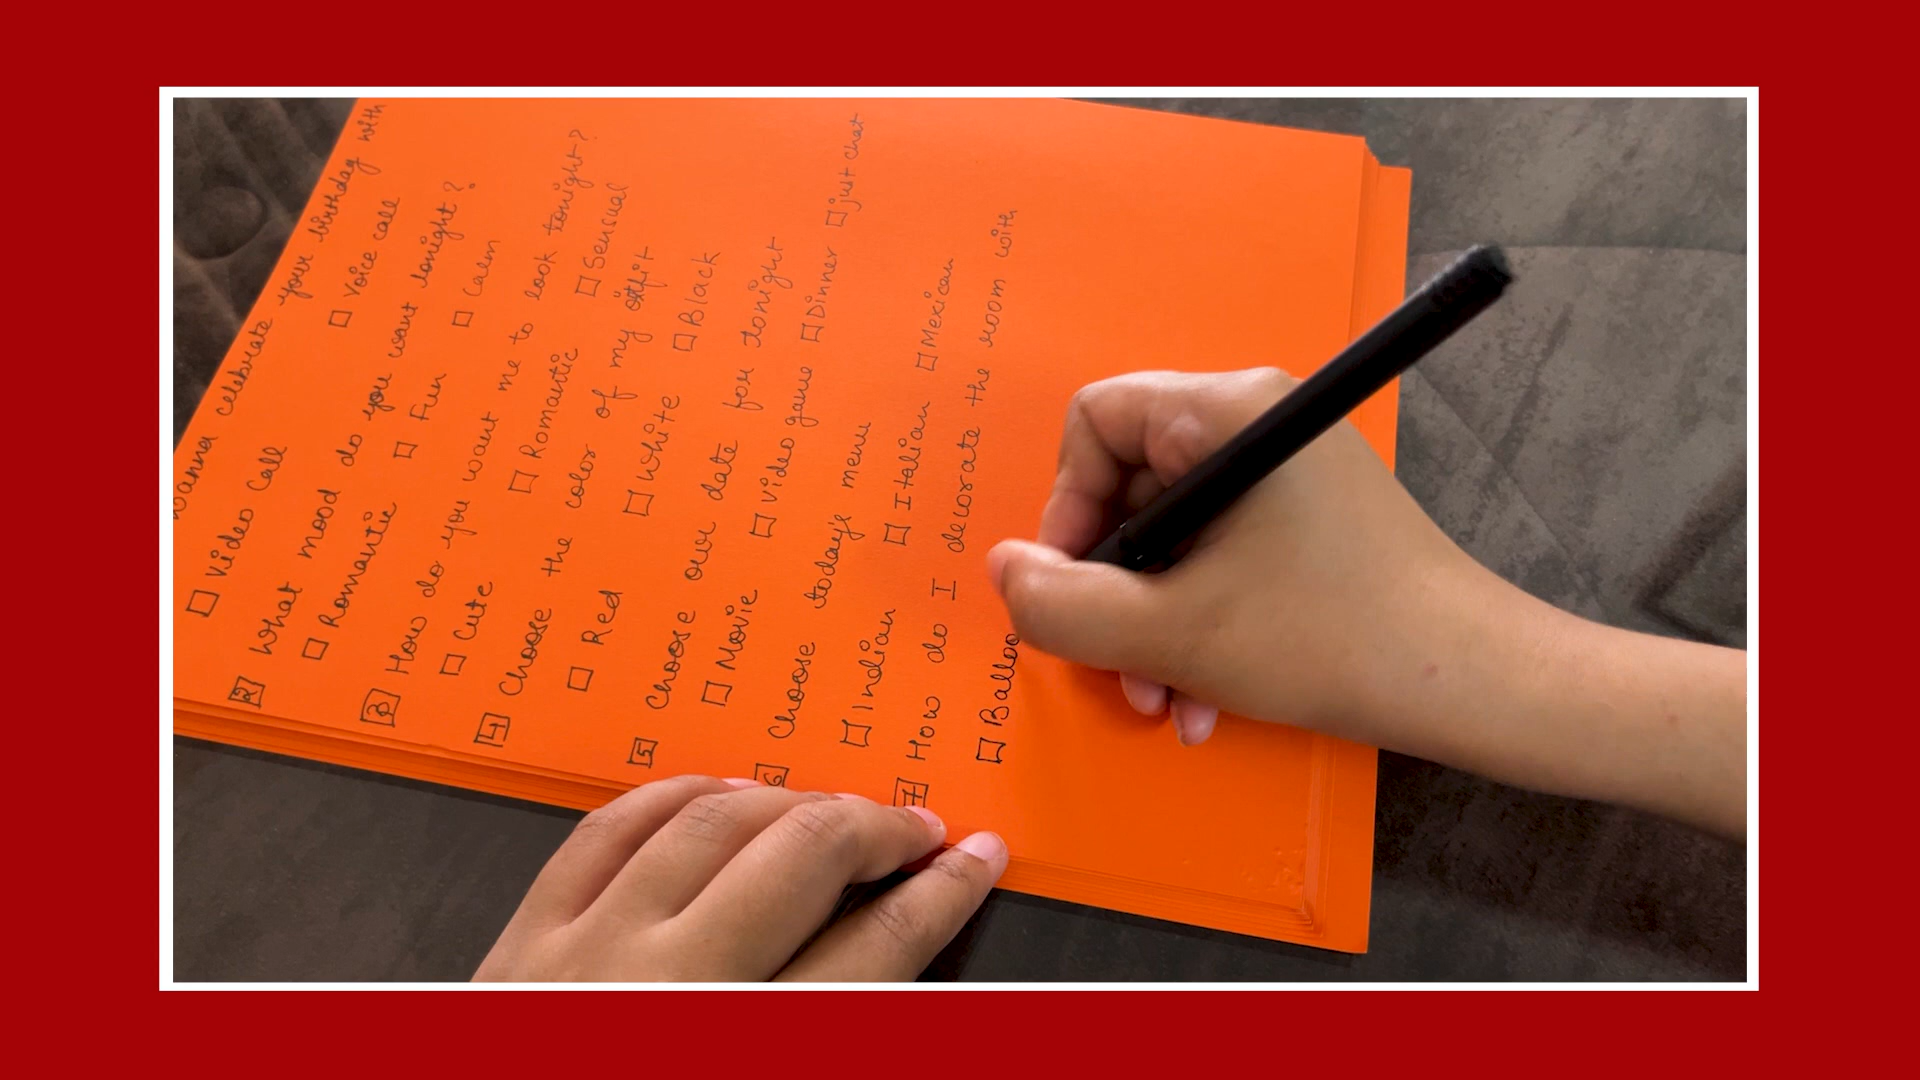 wanna celebrate your birthday with
□ Video Call □ Voice call
2 What mood do you want tonight?
□ Romantic □ Fun □ Calm
3 How do you want me to look tonight?
□ Cute □ Romantic □ Sensual
4 Choose the color of my outfit
□ Red □ White □ Black
5 Choose our date for tonight
□ Movie □ Video game □ Dinner □ just chat
6 Choose today's menu
□ Indian □ Italian □ Mexican
7 How do I decorate the room with
□ Balloo